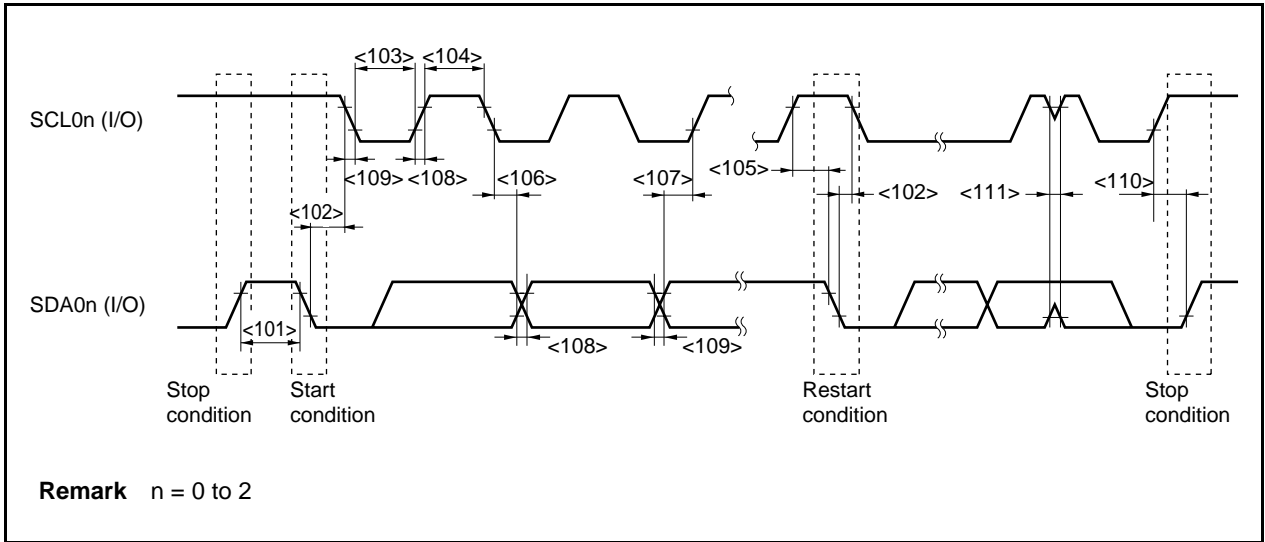 <103> <104>
SCL0n (I/O)
<109> <108> <106> <107> <105> <102> <111> <110>
<102>
SDA0n (I/O)
<101>
<108> <109>
Stop
condition
Start
condition
Restart
condition
Stop
condition
Remark n = 0 to 2